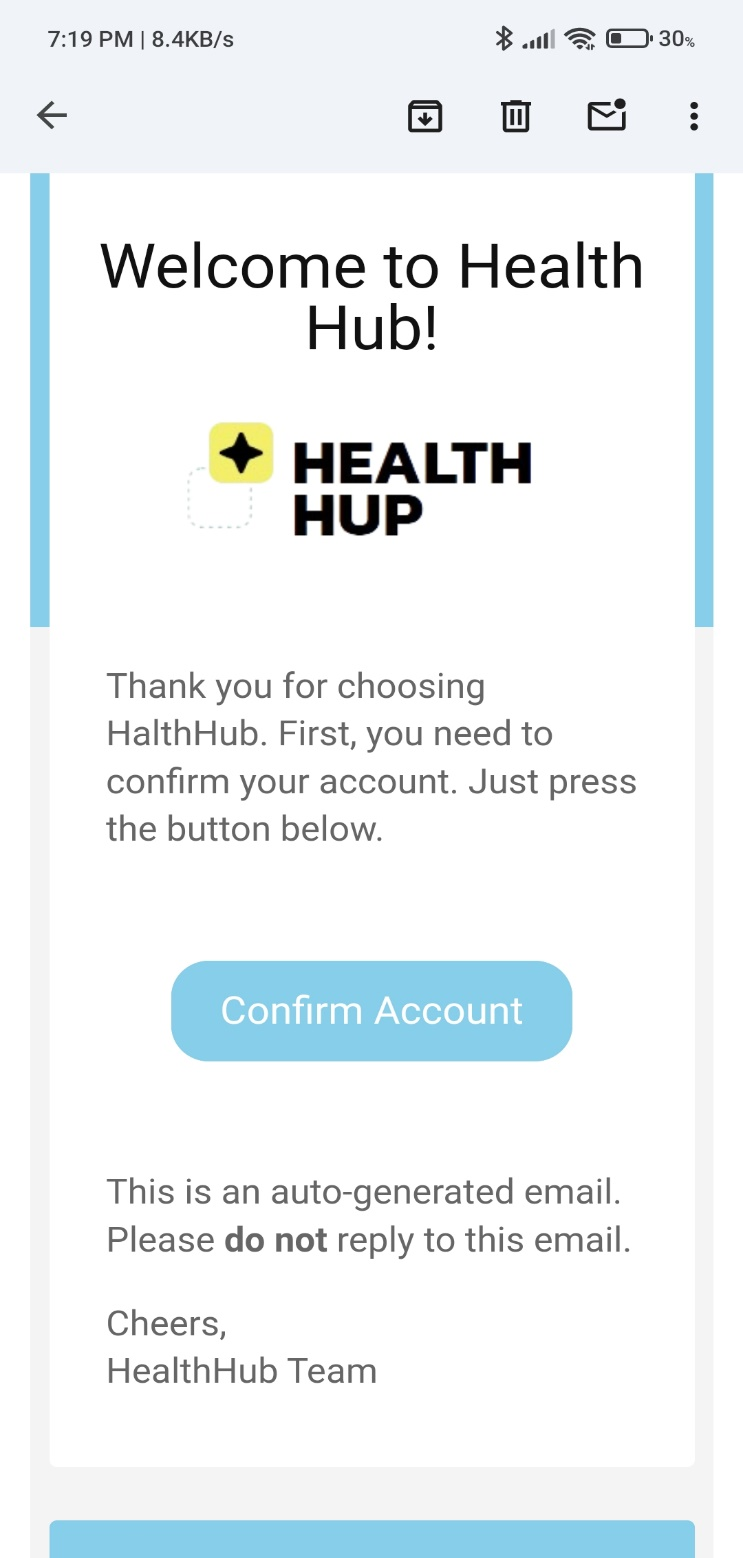 7:19 PM | 8.4KB/s 30%
Welcome to Health
Hub!
HEALTH
HUP
Thank you for choosing
HalthHub. First, you need to
confirm your account. Just press
the button below.
Confirm Account
This is an auto-generated email.
Please do not reply to this email.
Cheers,
HealthHub Team